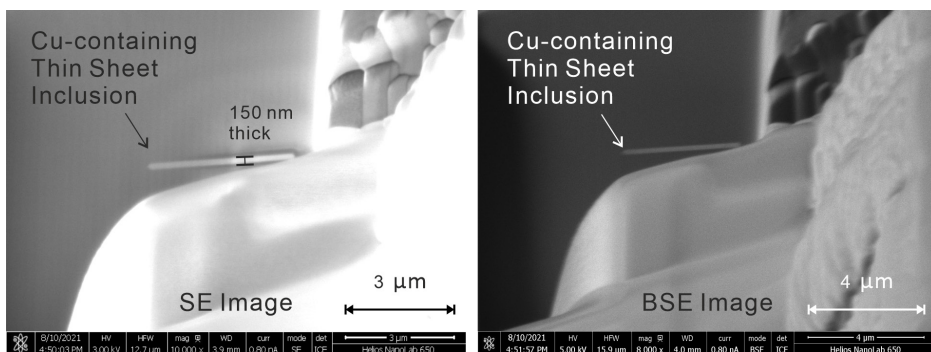 Cu-containing
Thin Sheet
Inclusion
150 nm
thick
SE Image
3 μm
8/10/2021
4:50:03 PM
HV
3.00 kV
HFW
12.7 μm
mag
10 000 x
WD
3.9 mm
curr
0.80 nA
mode
SE
det
ICE
3 μm
Helios NanoLab 650
Cu-containing
Thin Sheet
Inclusion
BSE Image
4 μm
8/10/2021
4:51:57 PM
HV
5.00 kV
HFW
15.9 μm
mag
8 000 x
WD
4.0 mm
curr
0.80 nA
mode
BSE
det
ICE
4 μm
Helios NanoLab 650